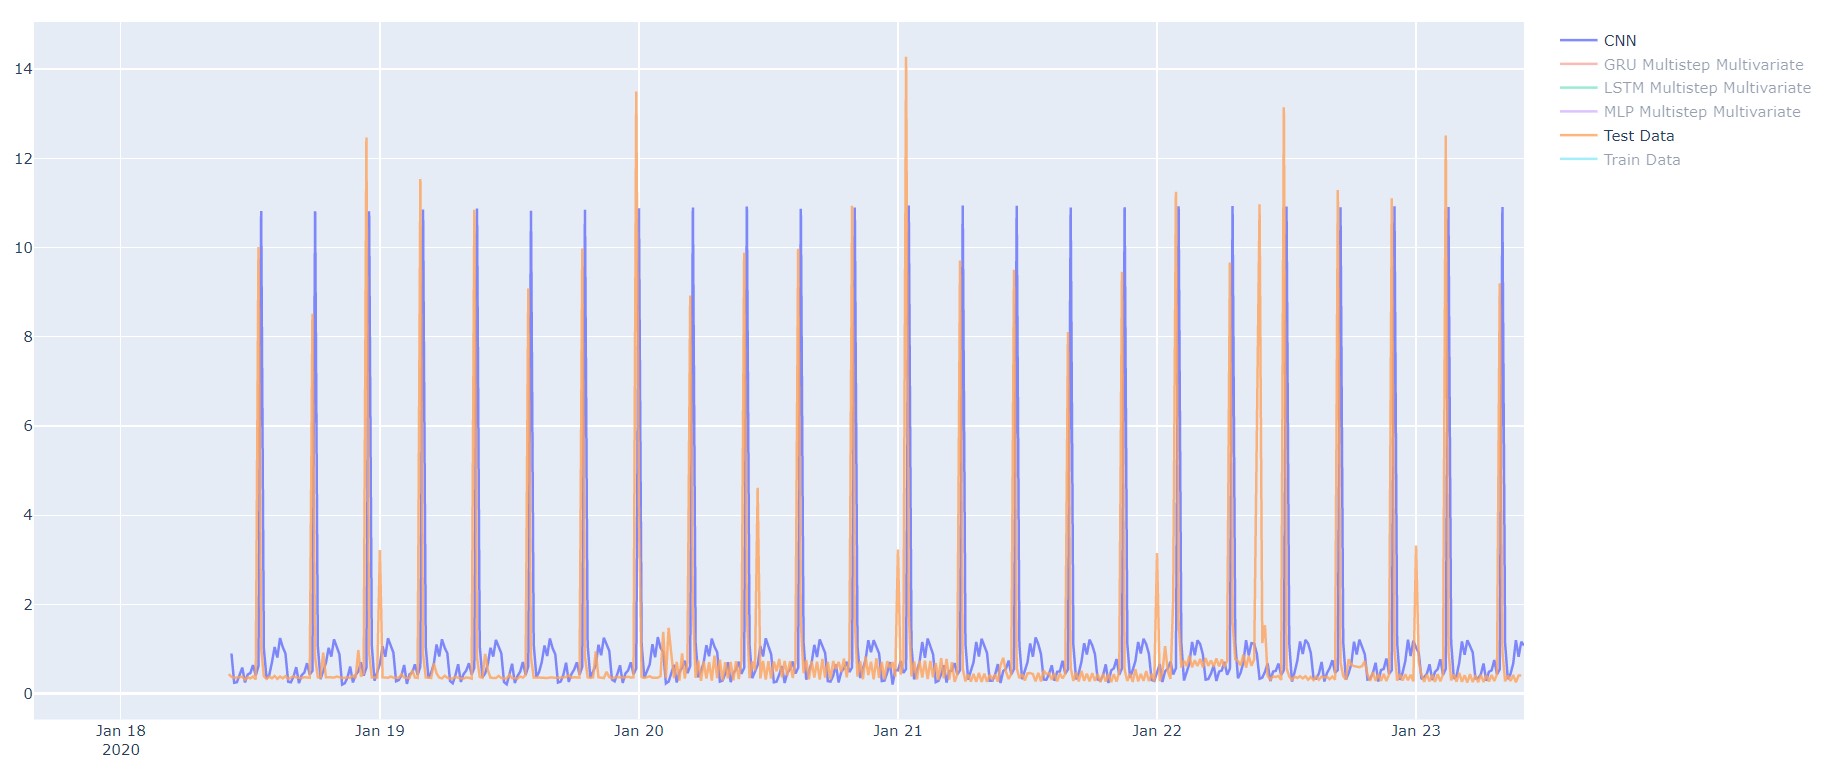 14
12
10
8
6
4
2
0
Jan 18
2020
Jan 19
Jan 20
Jan 21
Jan 22
Jan 23
CNN
GRU Multistep Multivariate
LSTM Multistep Multivariate
MLP Multistep Multivariate
Test Data
Train Data